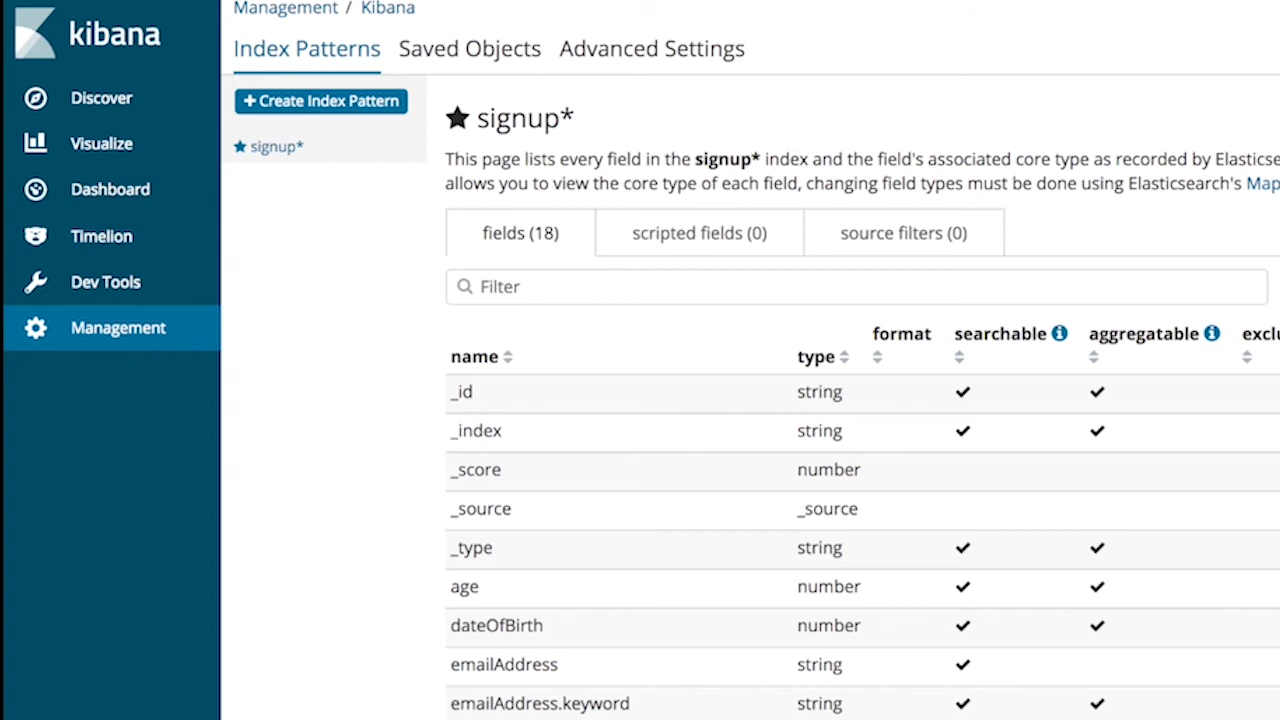 Management / Kibana
kibana
Index Patterns Saved Objects Advanced Settings
Discover
Visualize
Dashboard
Timelion
Dev Tools
Management
Create Index Pattern
signup*
signup*
This page lists every field in the signup* index and the field's associated core type as recorded by
allows you to view the core type of each field, changing field types must be done using Elasticsearch's
fields (18) scripted fields (0) source filters (0)
Filter
name type format searchable aggregatable
_id string
_index string
_score number
_source _source
_type string
age number
dateOfBirth number
emailAddress string
emailAddress.keyword string